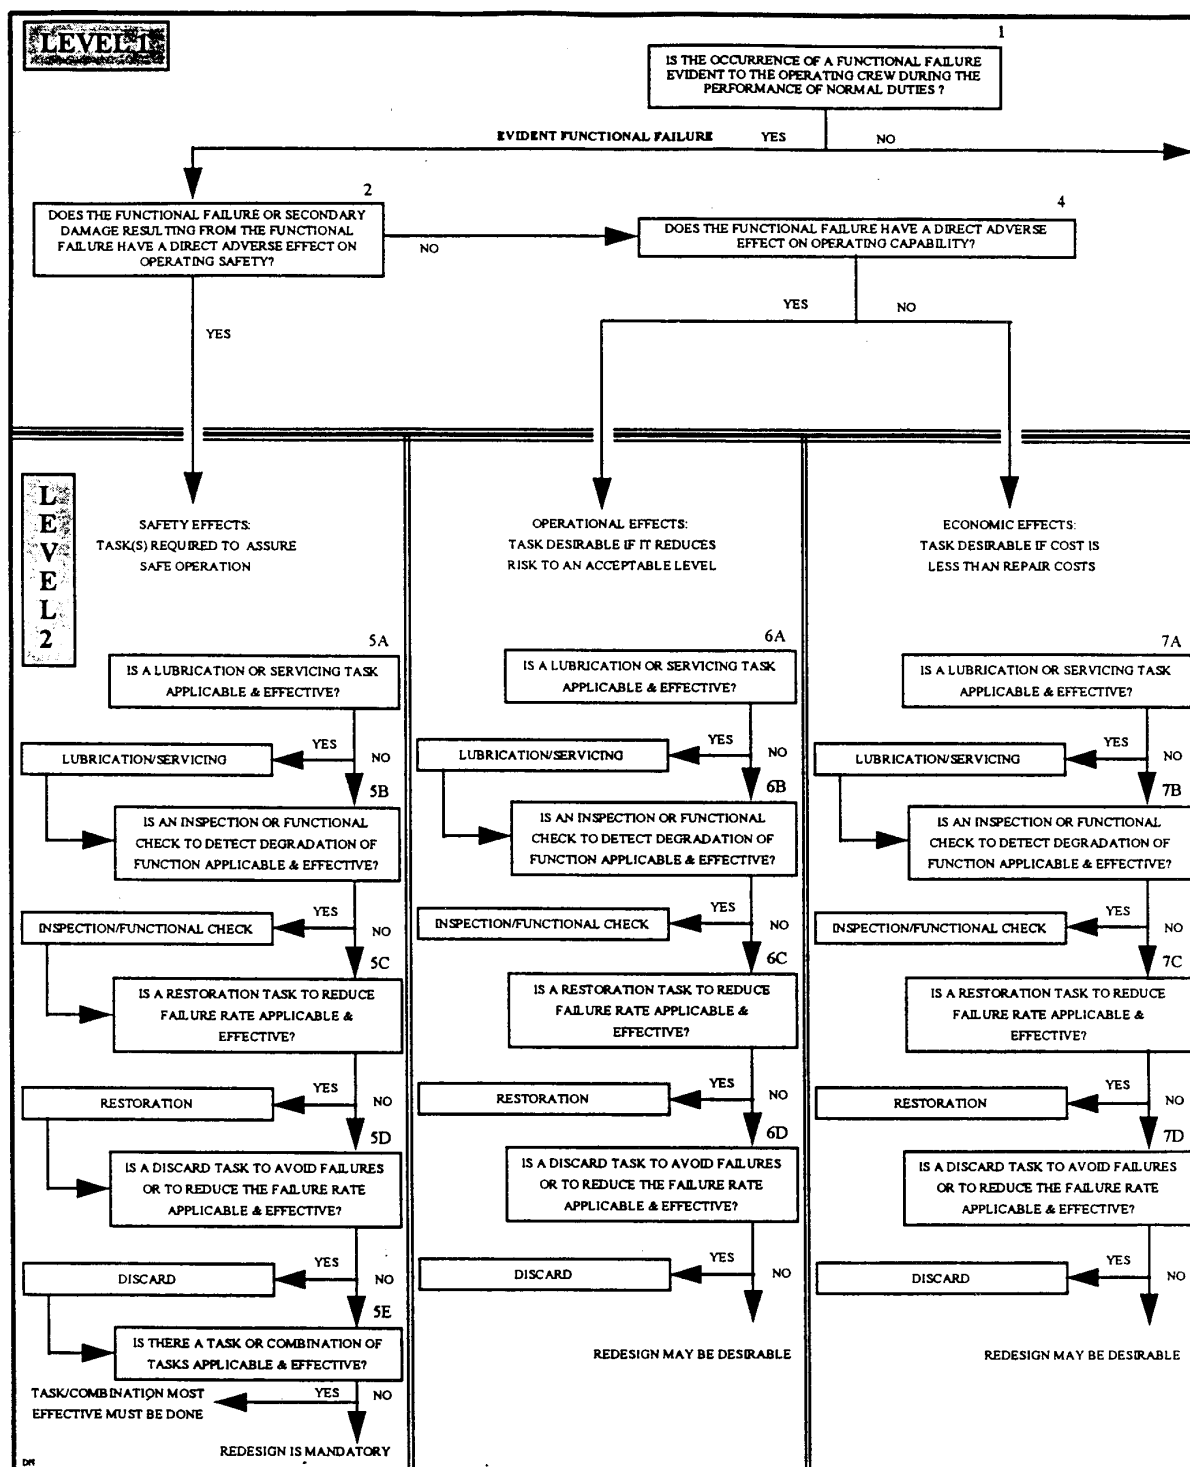 LEVEL 1
1
IS THE OCCURRENCE OF A FUNCTIONAL FAILURE
EVIDENT TO THE OPERATING CREW DURING THE
PERFORMANCE OF NORMAL DUTIES ?
EVIDENT FUNCTIONAL FAILURE
YES
NO
2
DOES THE FUNCTIONAL FAILURE OR SECONDARY
DAMAGE RESULTING FROM THE FUNCTIONAL
FAILURE HAVE A DIRECT ADVERSE EFFECT ON
OPERATING SAFETY?
NO
4
DOES THE FUNCTIONAL FAILURE HAVE A DIRECT ADVERSE
EFFECT ON OPERATING CAPABILITY?
YES
YES
NO
LEVEL 2
SAFETY EFFECTS:
TASK(S) REQUIRED TO ASSURE
SAFE OPERATION
5A
IS A LUBRICATION OR SERVICING TASK
APPLICABLE & EFFECTIVE?
YES
NO
LUBRICATION/SERVICING
5B
IS AN INSPECTION OR FUNCTIONAL
CHECK TO DETECT DEGRADATION OF
FUNCTION APPLICABLE & EFFECTIVE?
YES
NO
INSPECTION/FUNCTIONAL CHECK
5C
IS A RESTORATION TASK TO REDUCE
FAILURE RATE APPLICABLE &
EFFECTIVE?
YES
NO
RESTORATION
5D
IS A DISCARD TASK TO AVOID FAILURES
OR TO REDUCE THE FAILURE RATE
APPLICABLE & EFFECTIVE?
YES
NO
DISCARD
5E
IS THERE A TASK OR COMBINATION OF
TASKS APPLICABLE & EFFECTIVE?
YES
NO
TASK/COMBINATION MOST
EFFECTIVE MUST BE DONE
REDESIGN IS MANDATORY
OPERATIONAL EFFECTS:
TASK DESIRABLE IF IT REDUCES
RISK TO AN ACCEPTABLE LEVEL
6A
IS A LUBRICATION OR SERVICING TASK
APPLICABLE & EFFECTIVE?
YES
NO
LUBRICATION/SERVICING
6B
IS AN INSPECTION OR FUNCTIONAL
CHECK TO DETECT DEGRADATION OF
FUNCTION APPLICABLE & EFFECTIVE?
YES
NO
INSPECTION/FUNCTIONAL CHECK
6C
IS A RESTORATION TASK TO REDUCE
FAILURE RATE APPLICABLE &
EFFECTIVE?
YES
NO
RESTORATION
6D
IS A DISCARD TASK TO AVOID FAILURES
OR TO REDUCE THE FAILURE RATE
APPLICABLE & EFFECTIVE?
YES
NO
DISCARD
REDESIGN MAY BE DESIRABLE
ECONOMIC EFFECTS:
TASK DESIRABLE IF COST IS
LESS THAN REPAIR COSTS
7A
IS A LUBRICATION OR SERVICING TASK
APPLICABLE & EFFECTIVE?
YES
NO
LUBRICATION/SERVICING
7B
IS AN INSPECTION OR FUNCTIONAL
CHECK TO DETECT DEGRADATION OF
FUNCTION APPLICABLE & EFFECTIVE?
YES
NO
INSPECTION/FUNCTIONAL CHECK
7C
IS A RESTORATION TASK TO REDUCE
FAILURE RATE APPLICABLE &
EFFECTIVE?
YES
NO
RESTORATION
7D
IS A DISCARD TASK TO AVOID FAILURES
OR TO REDUCE THE FAILURE RATE
APPLICABLE & EFFECTIVE?
YES
NO
DISCARD
REDESIGN MAY BE DESIRABLE